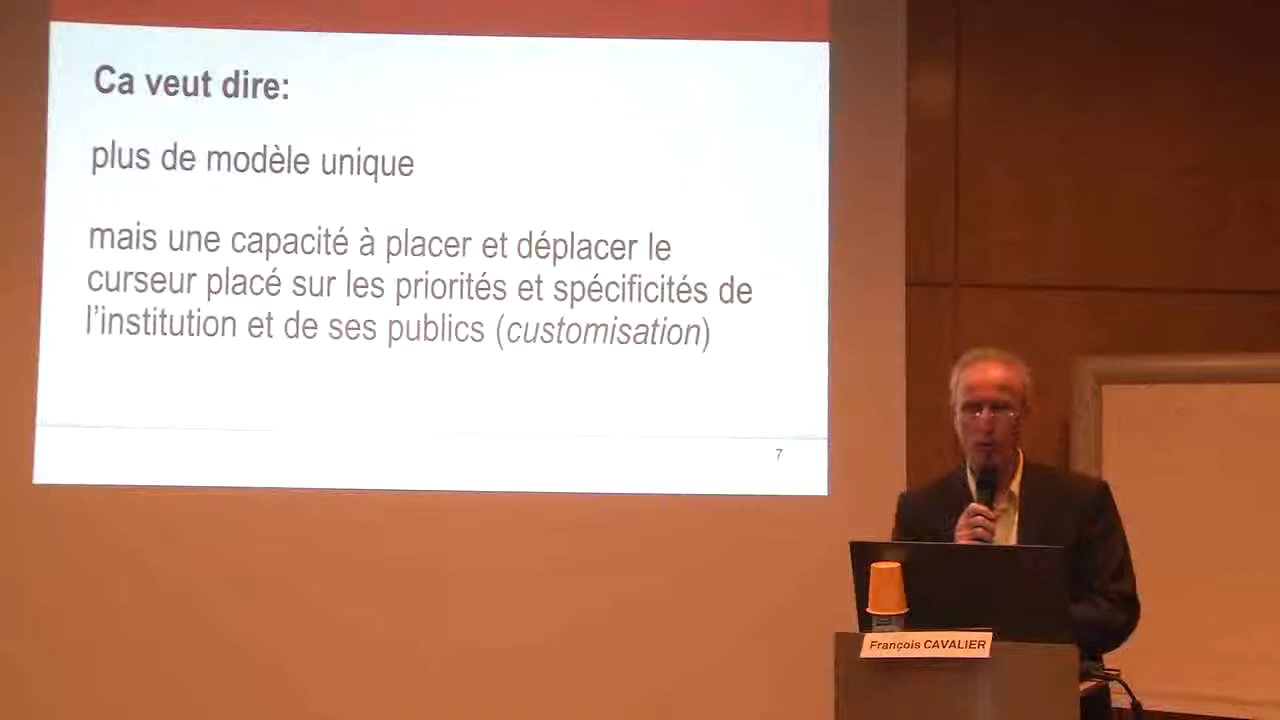 Ca veut dire:
plus de modèle unique
mais une capacité à placer et déplacer le
curseur placé sur les priorités et spécificités de
l’institution et de ses publics (customisation)
7
François CAVALIER